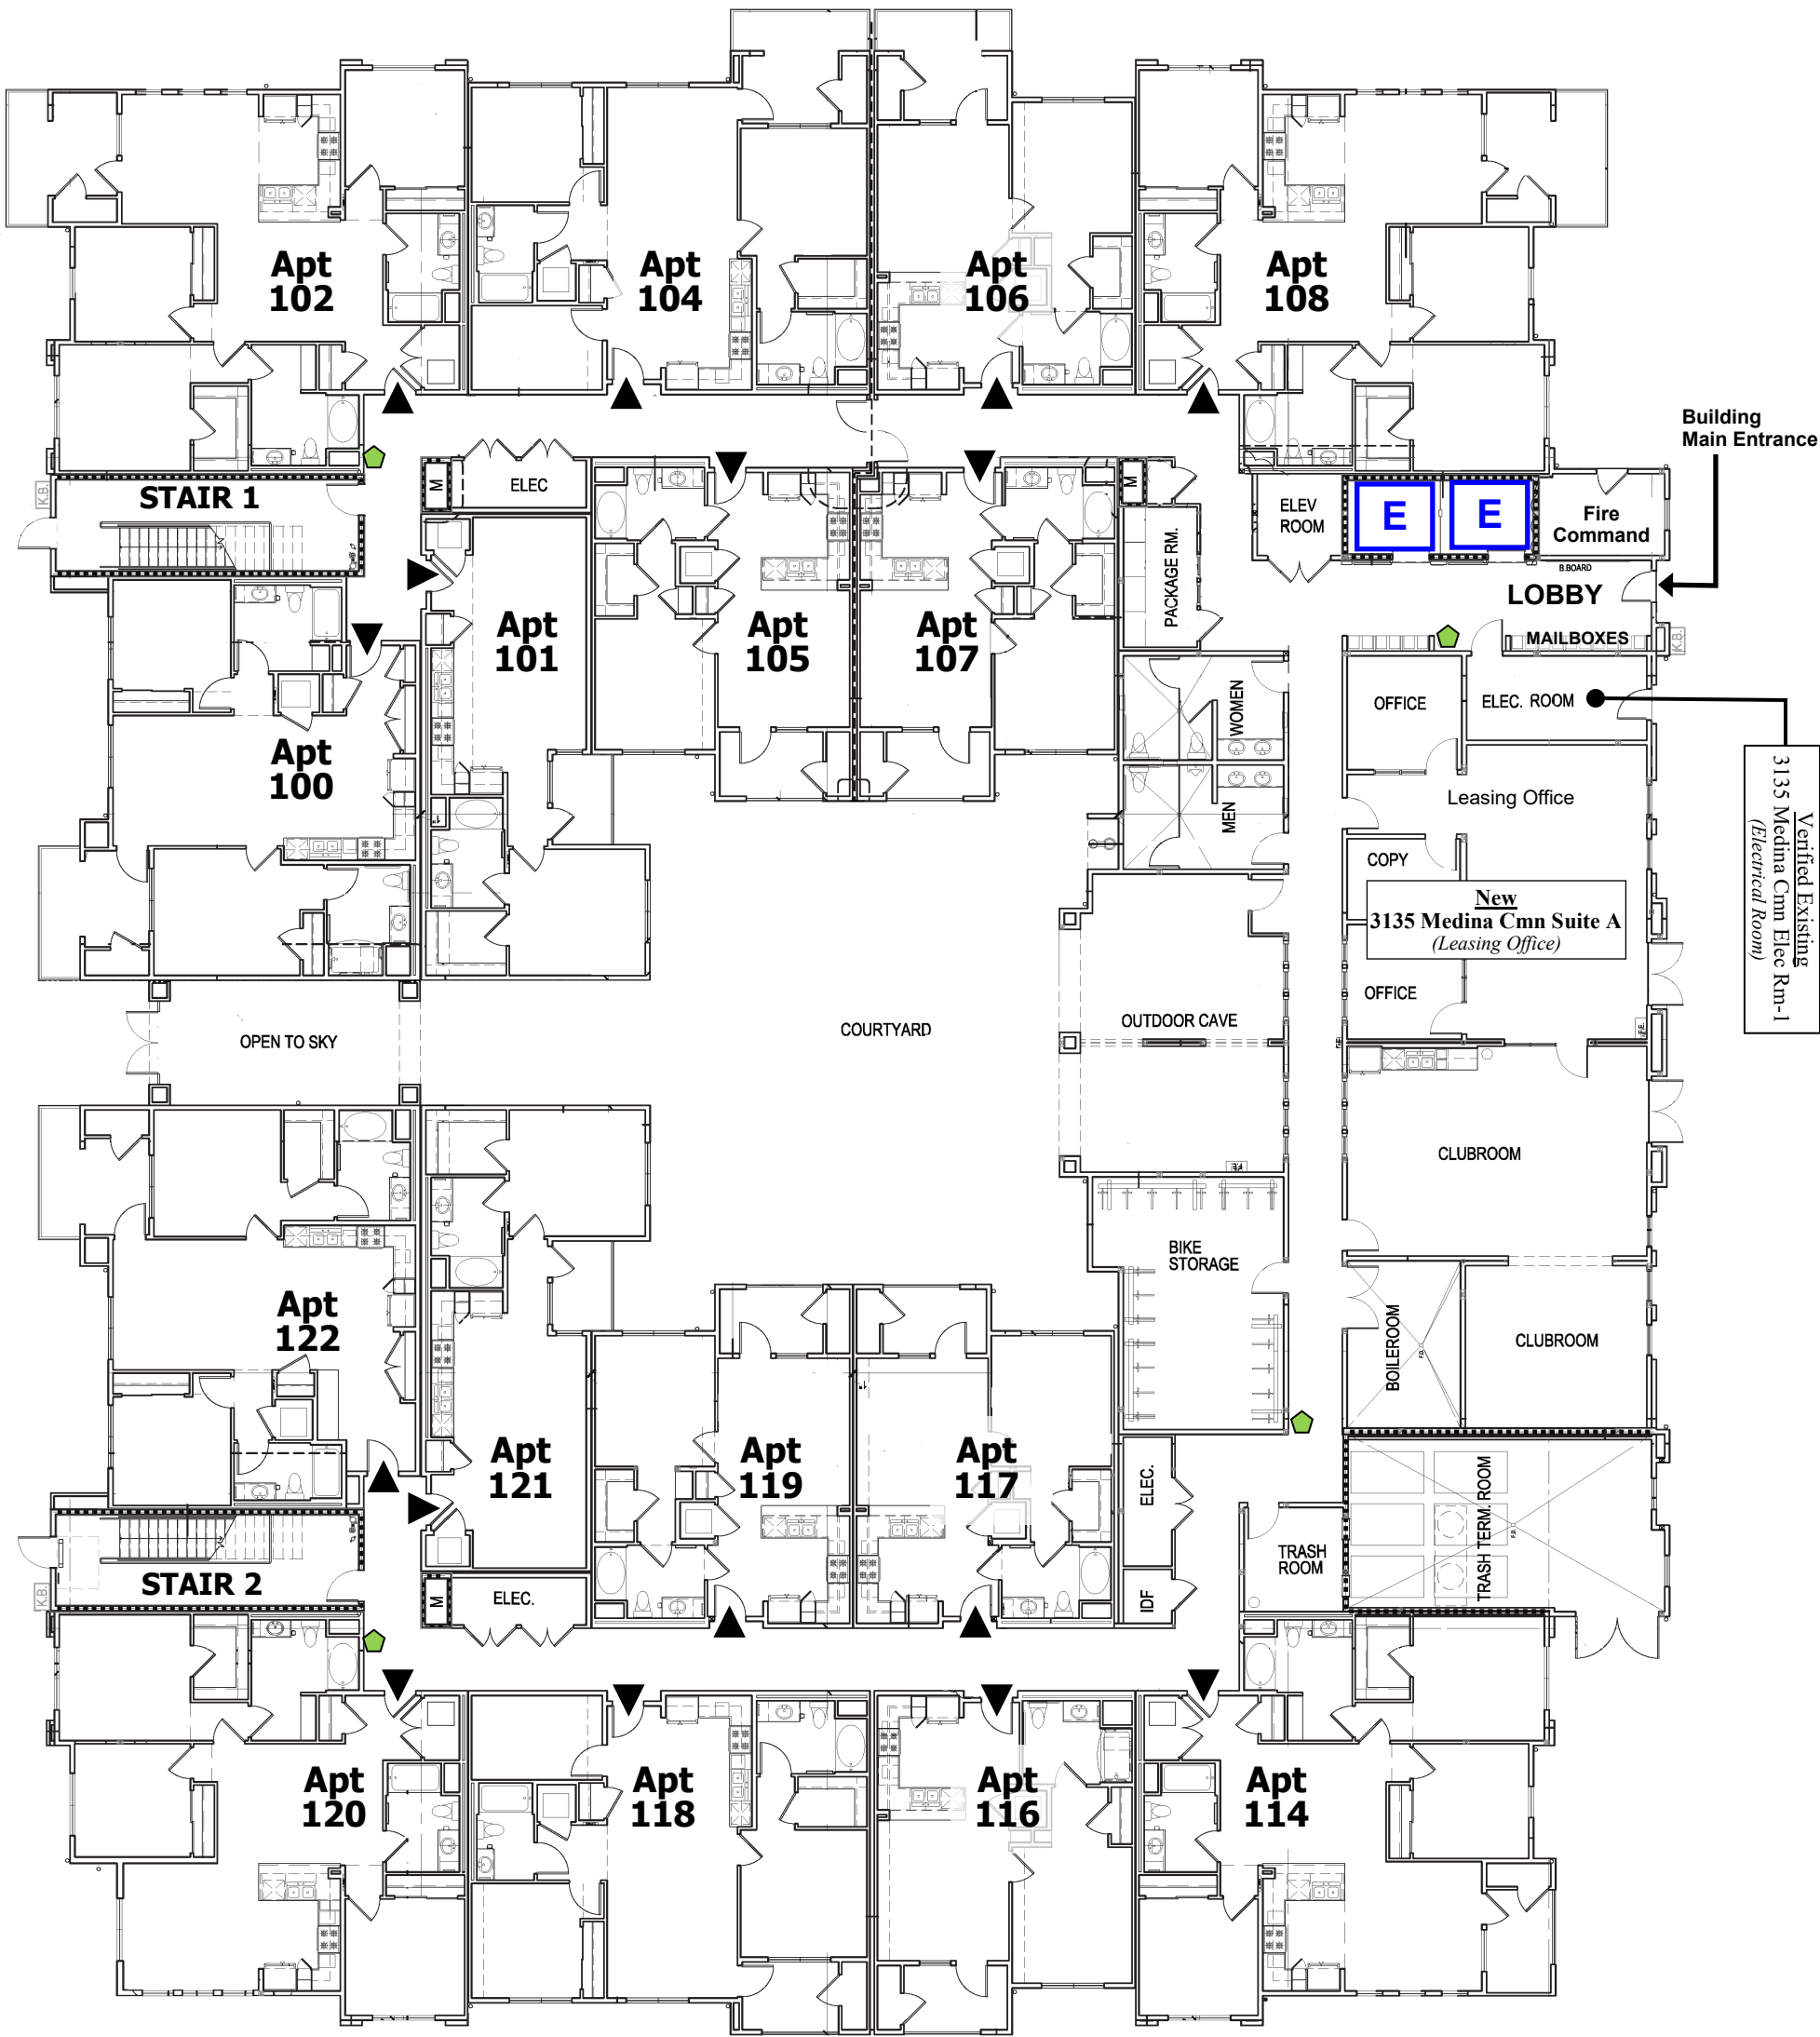 Apt
102
Apt
104
Apt
106
Apt
108
Building
Main Entrance
K.B.
STAIR 1
M
ELEC
M
PACKAGE RM.
ELEV
ROOM
E
E
Fire
Command
B.BOARD
LOBBY
MAILBOXES
K.B.
Apt
101
Apt
105
Apt
107
WOMEN
OFFICE
ELEC. ROOM
Apt
100
MEN
Leasing Office
Verified Existing
3135 Medina Cmn Elec Rm-1
(Electrical Room)
COPY
New
3135 Medina Cmn Suite A
(Leasing Office)
OFFICE
OPEN TO SKY
COURTYARD
OUTDOOR CAVE
CLUBROOM
BIKE
STORAGE
Apt
122
BOILEROOM
F.D.
CLUBROOM
Apt
121
Apt
119
Apt
117
ELEC.
TRASH TERM. ROOM
F.D.
TRASH
ROOM
STAIR 2
K.B.
M
ELEC.
IDF
Apt
120
Apt
118
Apt
116
Apt
114